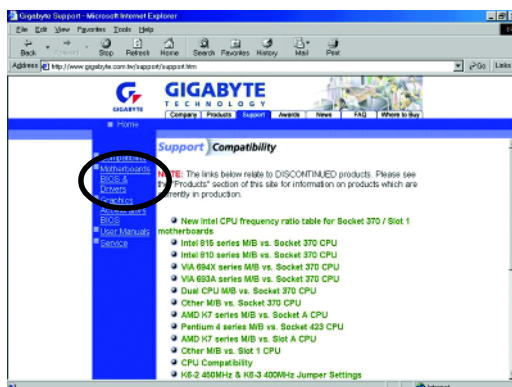 Gigabyte Support - Microsoft Internet Explorer
File Edit View Favorites Tools Help
Back Stop Refresh Home Search Favorites History Mail Print
Address http://www.gigabyte.com.tw/support/support.htm Go Links
GIGABYTE
GIGABYTE
TECHNOLOGY
Company Products Support Awards News FAQ Where to Buy
Home
Support Compatibility
Compatibility
Motherboards
BIOS &
Drivers
Graphics
Accelerators
BIOS
User Manuals
Service
NOTE: The links below relate to DISCONTINUED products. Please see
the "Products" section of this site for information on products which are
currently in production.
New Intel CPU frequency ratio table for Socket 370 / Slot 1
motherboards
Intel 815 series M/B vs. Socket 370 CPU
Intel 810 series M/B vs. Socket 370 CPU
VIA 694X series M/B vs. Socket 370 CPU
VIA 693A series M/B vs. Socket 370 CPU
Dual CPU M/B vs. Socket 370 CPU
Other M/B vs. Socket 370 CPU
AMD K7 series M/B vs. Socket A CPU
Pentium 4 series M/B vs. Socket 423 CPU
AMD K7 series M/B vs. Slot A CPU
Other M/B vs. Slot 1 CPU
CPU Compatibility
K6-2 450MHz & K6-3 400MHz Jumper Settings